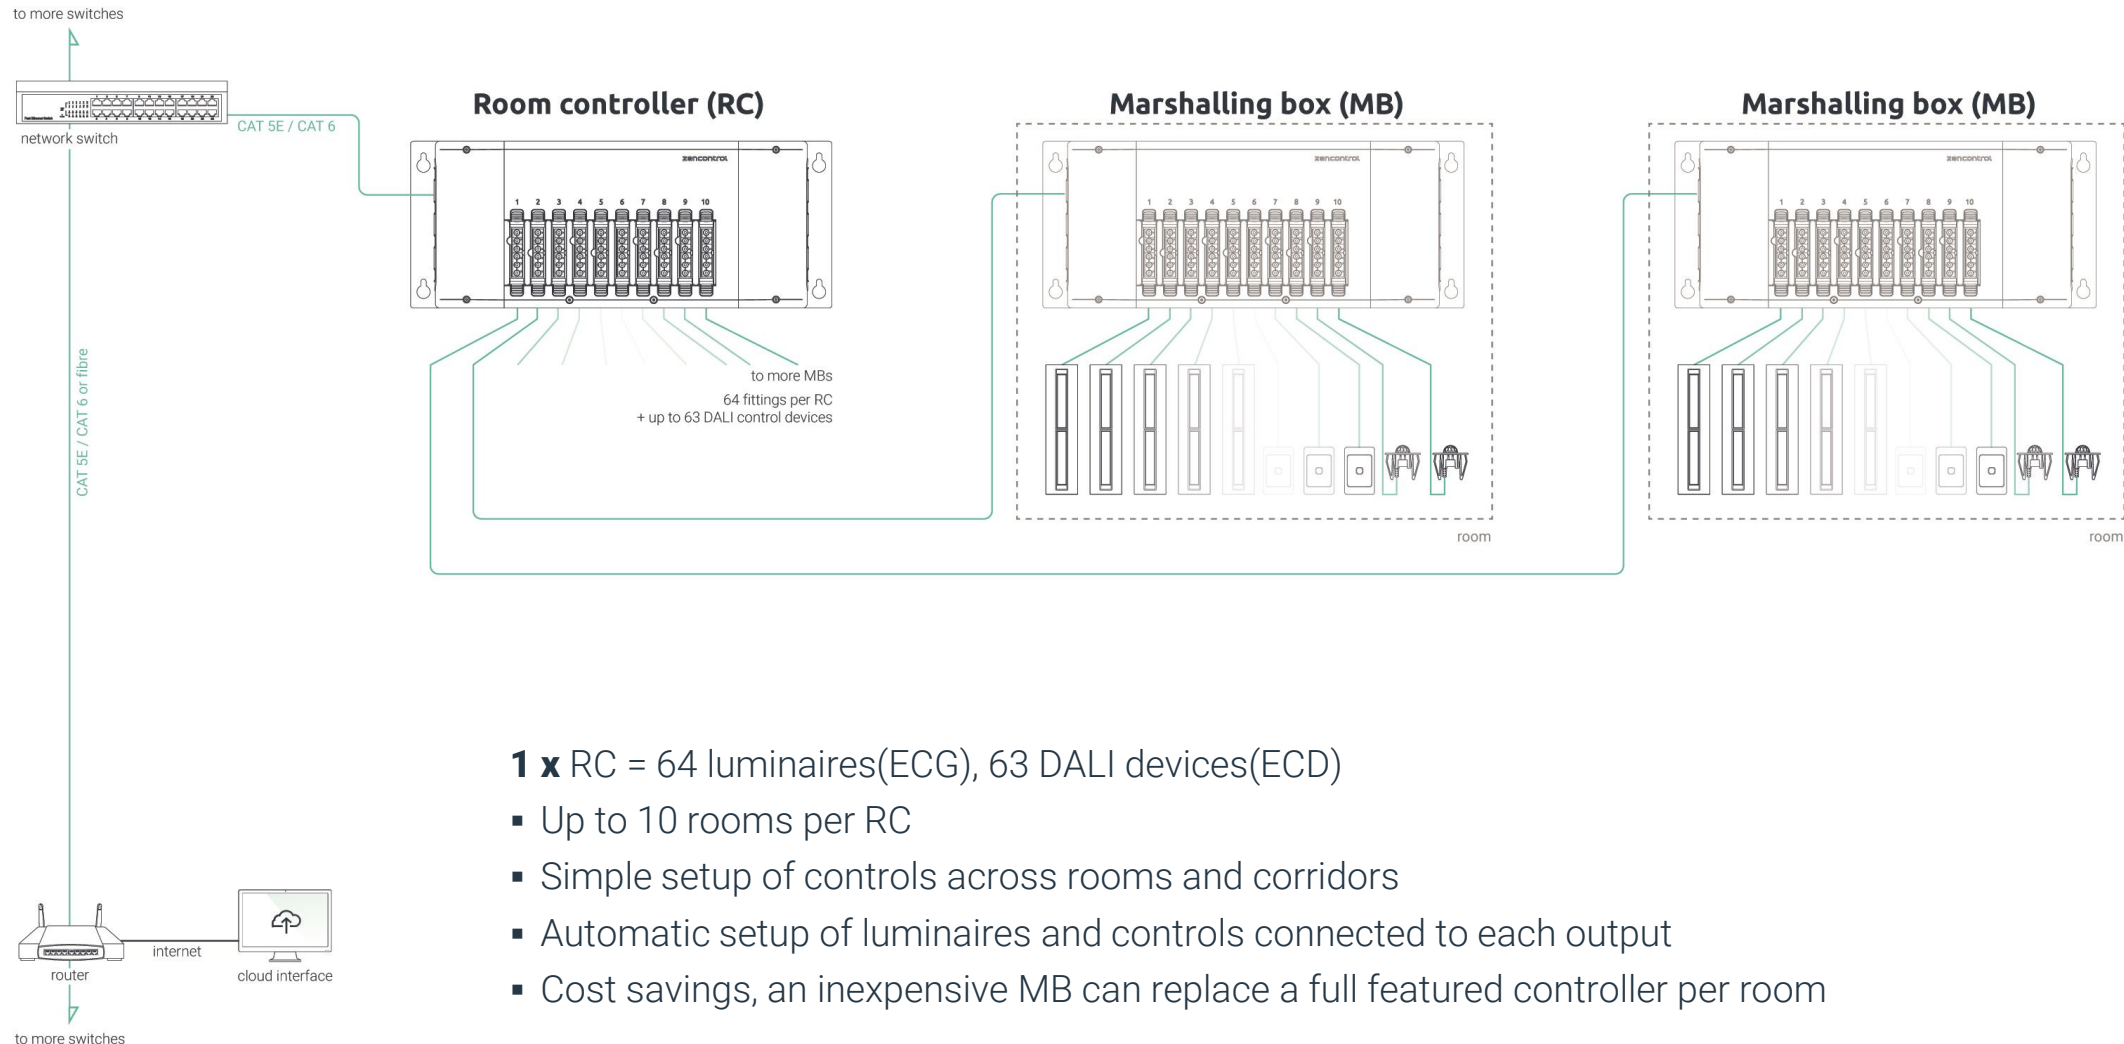 to more switches
network switch
CAT 5E / CAT 6
CAT 5E / CAT 6 or fibre
router
internet
cloud interface
to more switches
Room controller (RC)
zencontrol
1 2 3 4 5 6 7 8 9 10
to more MBs
64 fittings per RC
+ up to 63 DALI control devices
Marshalling box (MB)
zencontrol
1 2 3 4 5 6 7 8 9 10
room
Marshalling box (MB)
zencontrol
1 2 3 4 5 6 7 8 9 10
room
1 x RC = 64 luminaires(ECG), 63 DALI devices(ECD)
▪ Up to 10 rooms per RC
▪ Simple setup of controls across rooms and corridors
▪ Automatic setup of luminaires and controls connected to each output
▪ Cost savings, an inexpensive MB can replace a full featured controller per room